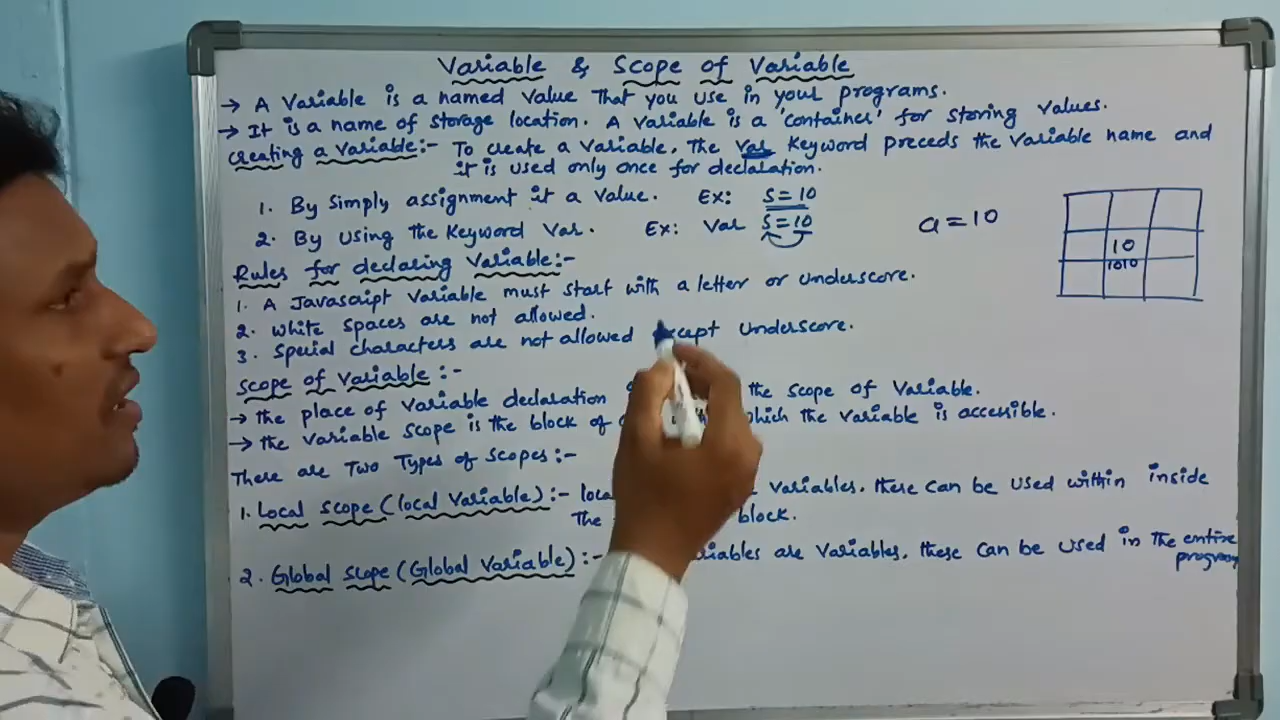 Variable & Scope of Variable
→ A Variable is a named value that you use in your programs.
→ It is a name of storage location. A variable is a 'container' for storing values.
Creating a Variable:- To create a variable, the Var keyword preceds the variable name and
it is used only once for declaration.
1. By simply assignment it a value. Ex: S=10
2. By using the keyword Var. Ex: Var S=10
a=10
10
1010
Rules for declaring Variable:-
1. A Javascript variable must start with a letter or underscore.
2. White spaces are not allowed.
3. Special characters are not allowed except underscore.
Scope of Variable:-
→ the place of variable declaration the scope of variable.
→ the variable scope is the block of which the variable is accessible.
There are Two Types of Scopes:-
1. Local scope (local Variable):- variables. these can be used within inside
The block.
2. Global scope (Global Variable):- are variables. these can be used in the entire